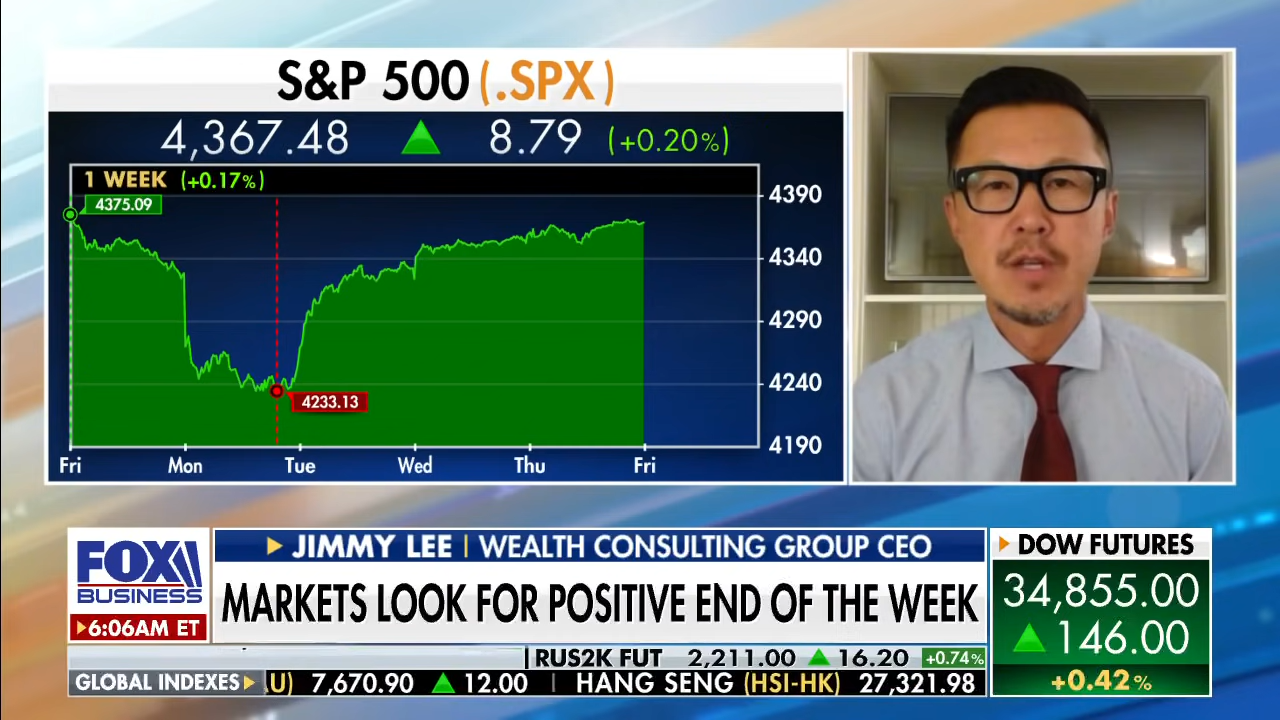 S&P 500 (.SPX)
4,367.48 ▲ 8.79 (+0.20%)
1 WEEK (+0.17%)
4375.09
4233.13
4390
4340
4290
4240
4190
Fri Mon Tue Wed Thu Fri
FOX
BUSINESS
6:06AM ET
JIMMY LEE | WEALTH CONSULTING GROUP CEO
MARKETS LOOK FOR POSITIVE END OF THE WEEK
DOW FUTURES
34,855.00
▲ 146.00
+0.42%
RUS2K FUT 2,211.00 ▲ 16.20 +0.74%
GLOBAL INDEXES U) 7,670.90 ▲ 12.00 | HANG SENG (HSI-HK) 27,321.98